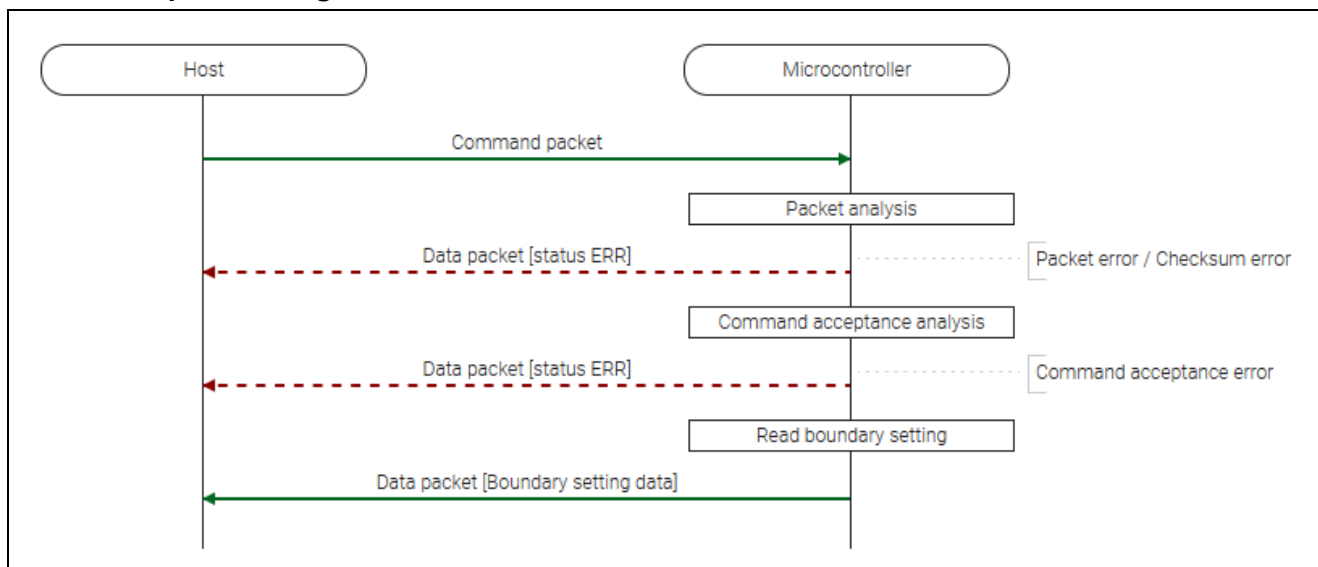 Host
Microcontroller
Command packet
Packet analysis
Data packet [status ERR]
Packet error / Checksum error
Command acceptance analysis
Data packet [status ERR]
Command acceptance error
Read boundary setting
Data packet [Boundary setting data]